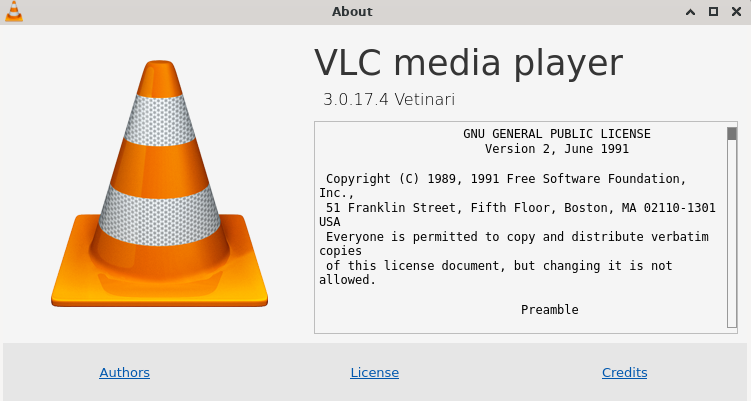 About
VLC media player
3.0.17.4 Vetinari
GNU GENERAL PUBLIC LICENSE
Version 2, June 1991
Copyright (C) 1989, 1991 Free Software Foundation,
Inc.,
51 Franklin Street, Fifth Floor, Boston, MA 02110-1301
USA
Everyone is permitted to copy and distribute verbatim
copies
of this license document, but changing it is not
allowed.
Preamble
Authors
License
Credits